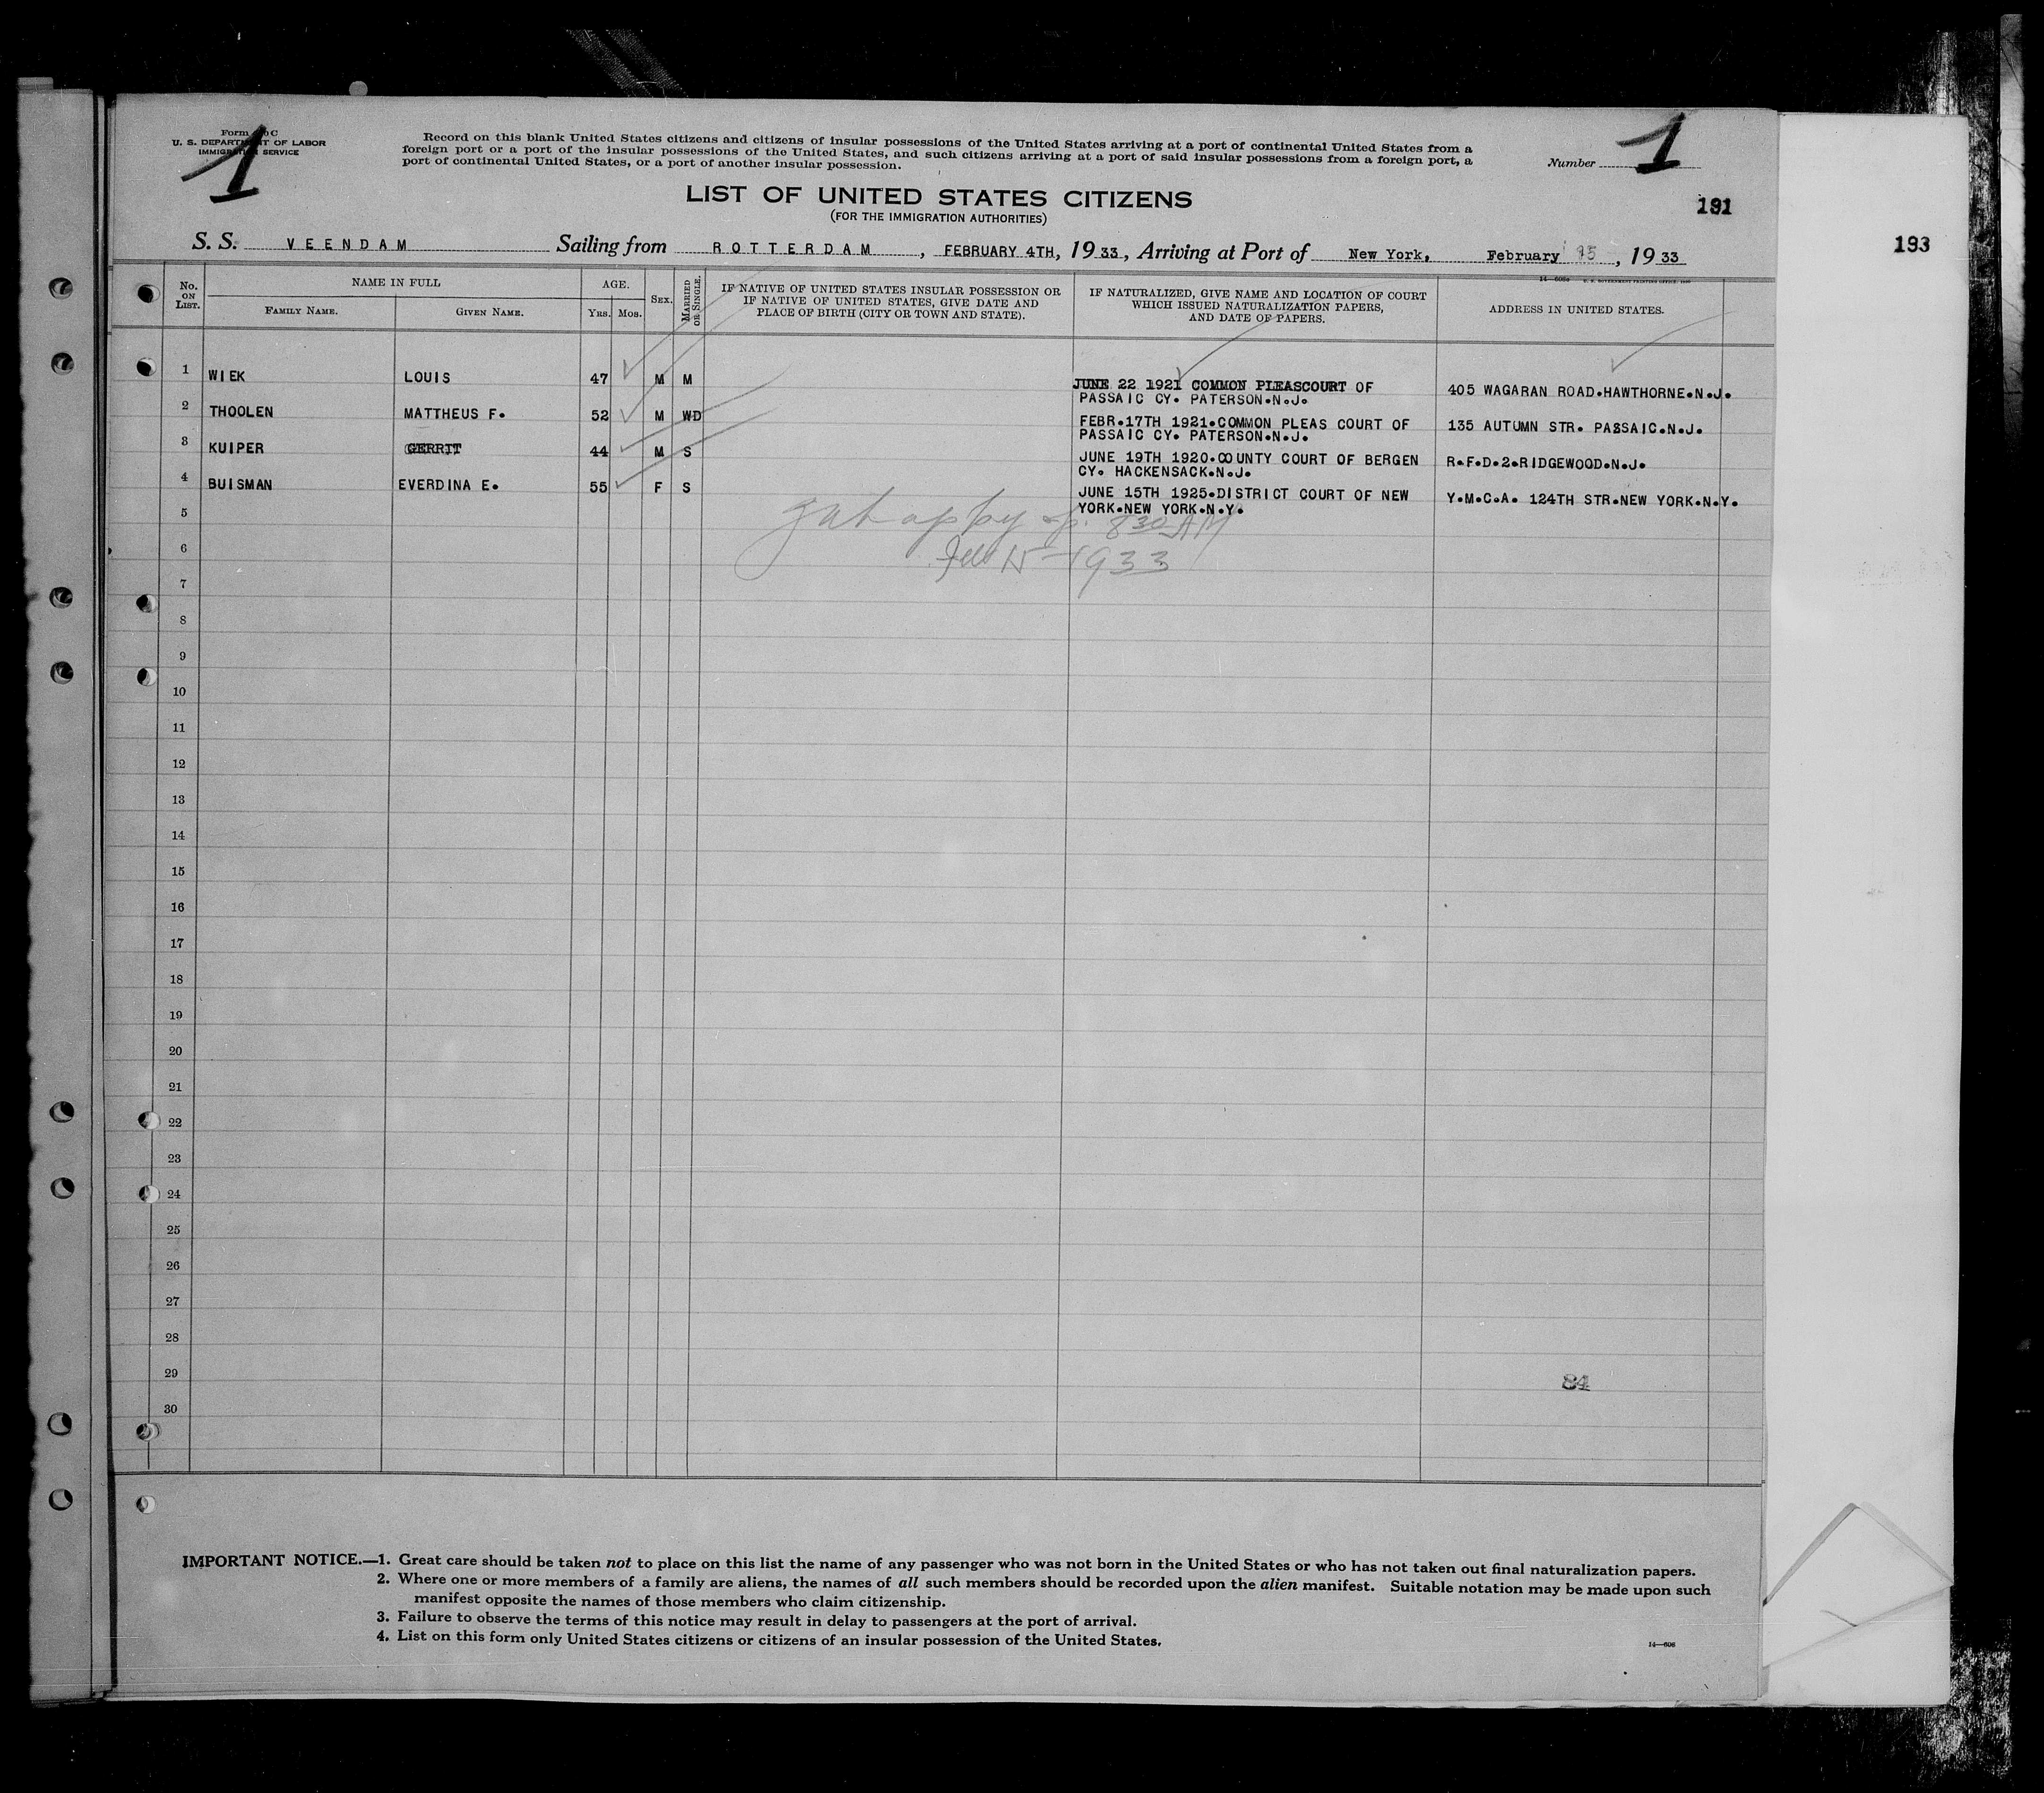 Form C
U. S. DEPARTMENT OF LABOR
IMMIGRATION SERVICE
1
Record on this blank United States citizens and citizens of insular possessions of the United States arriving at a port of continental United States from a
foreign port or a port of the insular possessions of the United States, and such citizens arriving at a port of said insular possessions from a foreign port, a
port of continental United States, or a port of another insular possession.
Number 1
LIST OF UNITED STATES CITIZENS
(FOR THE IMMIGRATION AUTHORITIES)
191
193
S. S. VEENDAM Sailing from ROTTERDAM, FEBRUARY 4TH, 1933, Arriving at Port of New York, February 15, 1933
No. ON LIST.
NAME IN FULL
FAMILY NAME.
GIVEN NAME.
AGE.
YRS.
MOS.
SEX.
MARRIED OR SINGLE.
IF NATIVE OF UNITED STATES INSULAR POSSESSION OR
IF NATIVE OF UNITED STATES, GIVE DATE AND
PLACE OF BIRTH (CITY OR TOWN AND STATE).
IF NATURALIZED, GIVE NAME AND LOCATION OF COURT
WHICH ISSUED NATURALIZATION PAPERS,
AND DATE OF PAPERS.
ADDRESS IN UNITED STATES.
1 WIEK LOUIS 47 M M JUNE 22 1921 COMMON PLEASCOURT OF 405 WAGARAN ROAD.HAWTHORNE.N.J.
PASSAIC CY. PATERSON.N.J.
2 THOOLEN MATTHEUS F. 52 M WD FEBR.17TH 1921.COMMON PLEAS COURT OF 135 AUTUMN STR. PASSAIC.N.J.
PASSAIC CY. PATERSON.N.J.
3 KUIPER GERRIT 44 M S JUNE 19TH 1920.COUNTY COURT OF BERGEN R.F.D.2.RIDGEWOOD.N.J.
CY. HACKENSACK.N.J.
4 BUISMAN EVERDINA E. 55 F S JUNE 15TH 1925.DISTRICT COURT OF NEW Y.M.C.A. 124TH STR.NEW YORK.N.Y.
YORK.NEW YORK.N.Y.
5
830 AM
6
Feb 15-1933
7
8
9
10
11
12
13
14
15
16
17
18
19
20
21
22
23
24
25
26
27
28
29
84
30
IMPORTANT NOTICE.—1. Great care should be taken not to place on this list the name of any passenger who was not born in the United States or who has not taken out final naturalization papers.
2. Where one or more members of a family are aliens, the names of all such members should be recorded upon the alien manifest. Suitable notation may be made upon such
manifest opposite the names of those members who claim citizenship.
3. Failure to observe the terms of this notice may result in delay to passengers at the port of arrival.
4. List on this form only United States citizens or citizens of an insular possession of the United States.
14—606